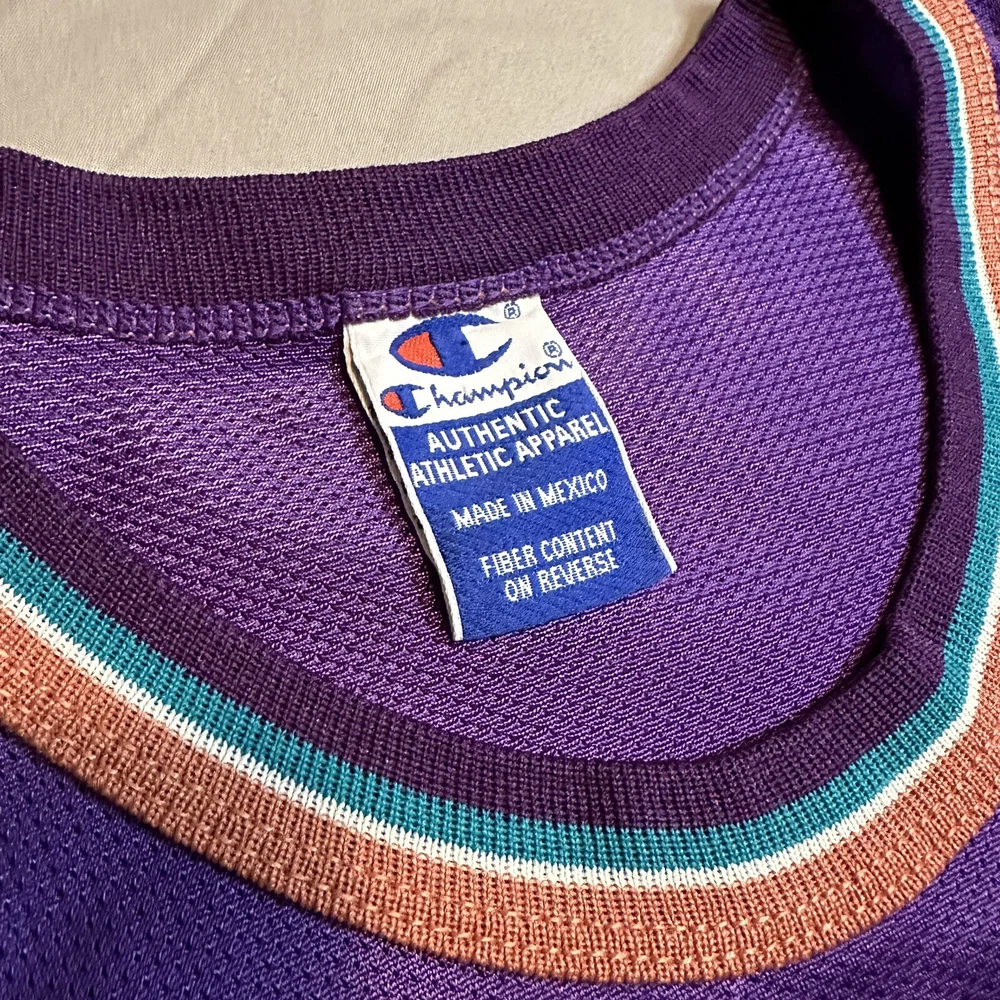 ®
Champion®
AUTHENTIC
ATHLETIC APPAREL
MADE IN MEXICO
FIBER CONTENT
ON REVERSE